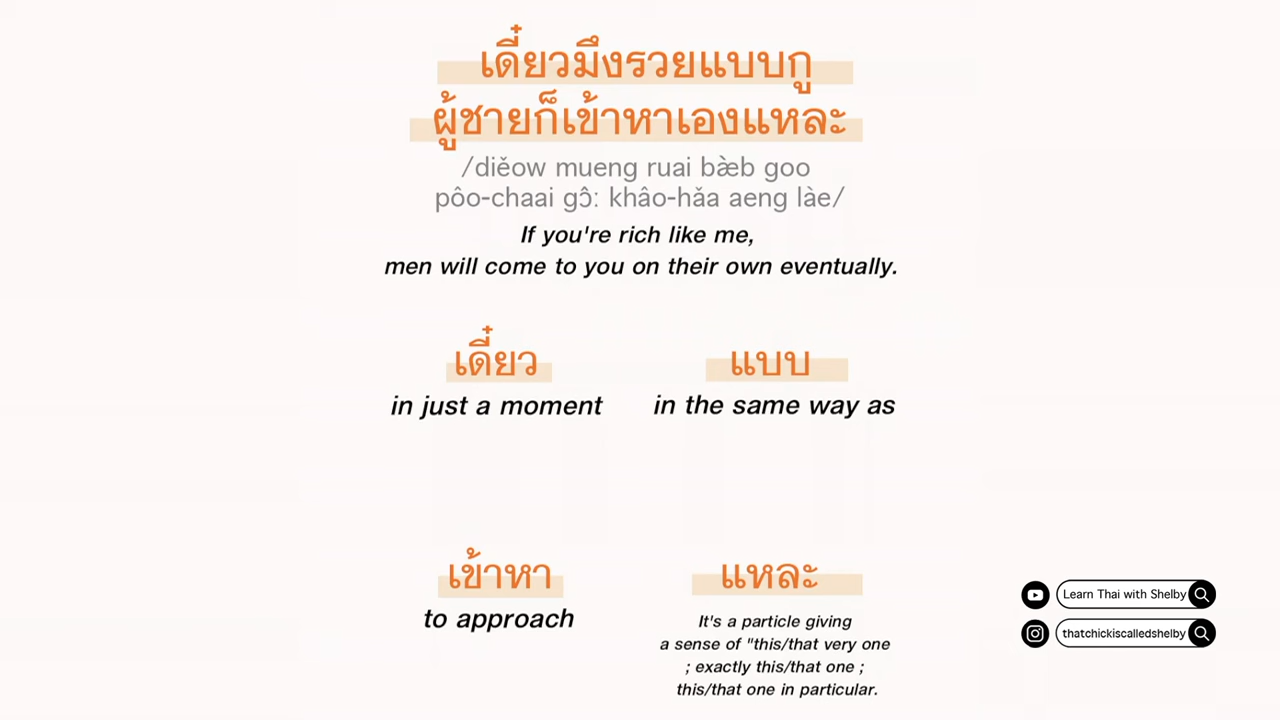 เดี๋ยวมึงรวยแบบกู
ผู้ชายก็เข้าหาเองแหละ
/diěow mueng ruai bæ̀b goo
pôo-chaai gɔ̂: khâo-hǎa aeng làe/
If you're rich like me,
men will come to you on their own eventually.
เดี๋ยว
in just a moment
แบบ
in the same way as
เข้าหา
to approach
แหละ
It's a particle giving
a sense of "this/that very one
; exactly this/that one ;
this/that one in particular.
Learn Thai with Shelby
thatchickiscalledshelby